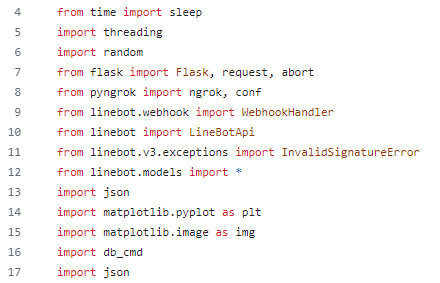 4 from time import sleep
5 import threading
6 import random
7 from flask import Flask, request, abort
8 from pyngrok import ngrok, conf
9 from linebot.webhook import WebhookHandler
10 from linebot import LineBotApi
11 from linebot.v3.exceptions import InvalidSignatureError
12 from linebot.models import *
13 import json
14 import matplotlib.pyplot as plt
15 import matplotlib.image as img
16 import db_cmd
17 import json